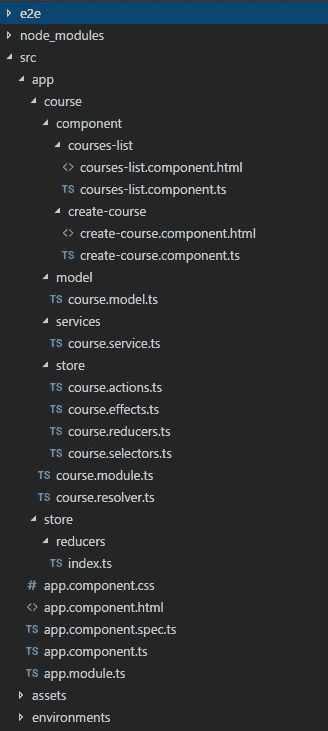 e2e
node_modules
src
app
course
component
courses-list
<> courses-list.component.html
TS courses-list.component.ts
create-course
<> create-course.component.html
TS create-course.component.ts
model
TS course.model.ts
services
TS course.service.ts
store
TS course.actions.ts
TS course.effects.ts
TS course.reducers.ts
TS course.selectors.ts
TS course.module.ts
TS course.resolver.ts
store
reducers
TS index.ts
# app.component.css
<> app.component.html
TS app.component.spec.ts
TS app.component.ts
TS app.module.ts
assets
environments